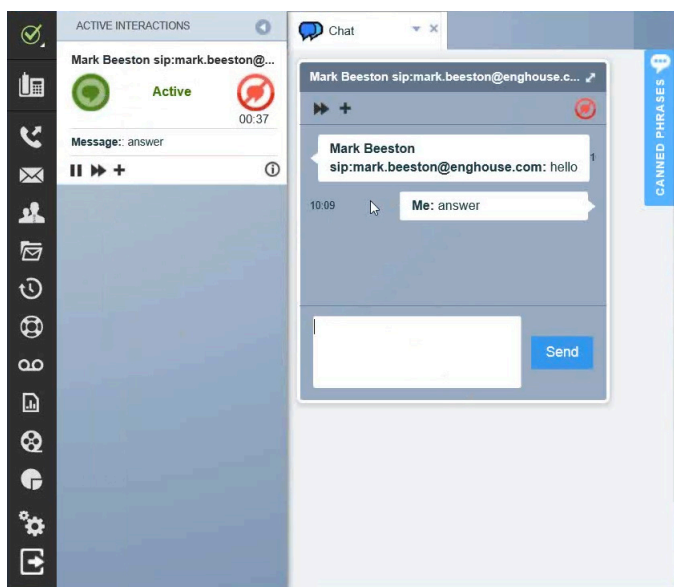 ACTIVE INTERACTIONS
Mark Beeston sip:mark.beeston@...
Active
00:37
Message:: answer
Chat
Mark Beeston sip:mark.beeston@enghouse.c...
Mark Beeston
sip:mark.beeston@enghouse.com: hello
1
10:09
Me: answer
Send
CANNED PHRASES